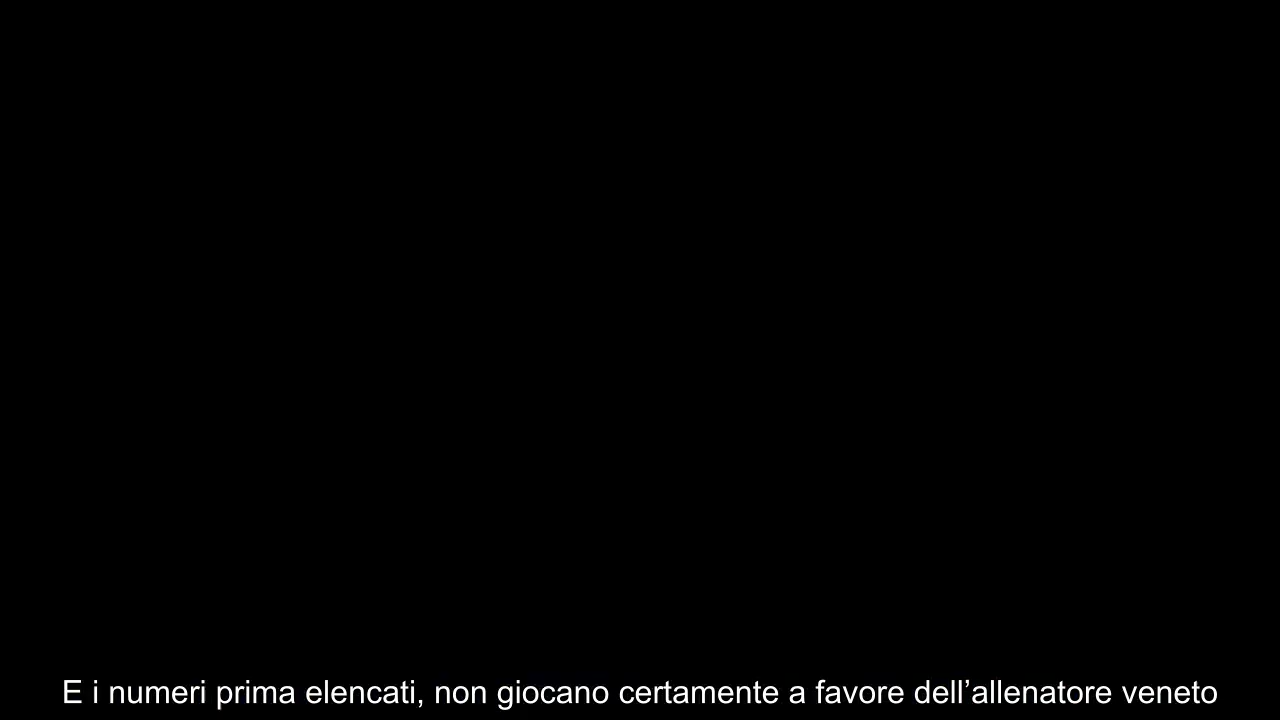 E i numeri prima elencati, non giocano certamente a favore dell’allenatore veneto